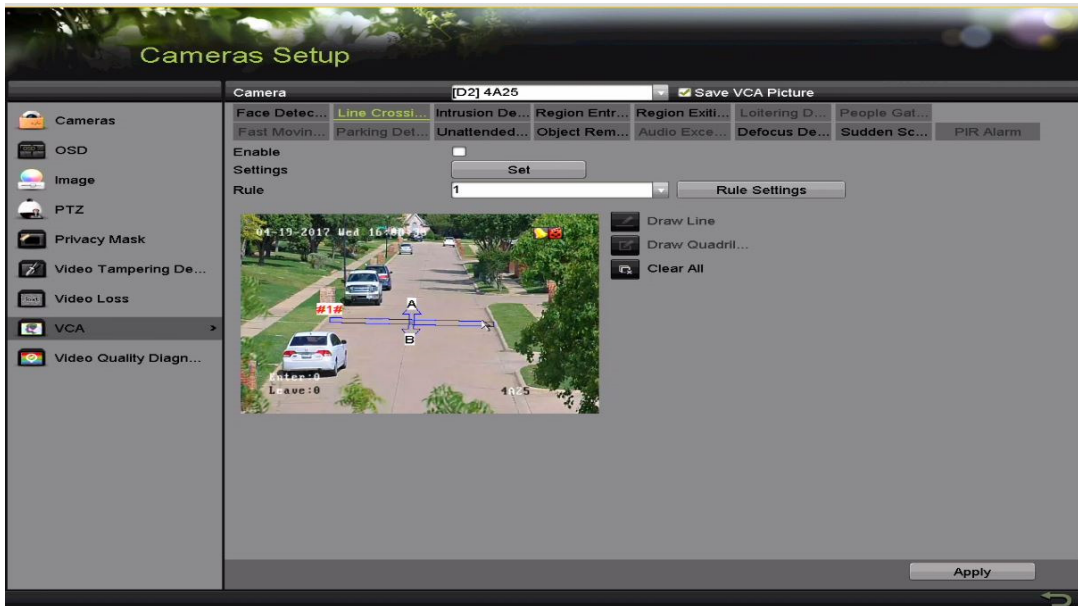 Cameras Setup
Camera [D2] 4A25 Save VCA Picture
Cameras
OSD
Image
PTZ
Privacy Mask
Video Tampering De...
Video Loss
VCA >
Video Quality Diagn...
Face Detec... Line Crossi... Intrusion De... Region Entr... Region Exiti... Loitering D... People Gat...
Fast Movin... Parking Det... Unattended... Object Rem... Audio Exce... Defocus De... Sudden Sc... PIR Alarm
Enable
Settings Set
Rule 1 Rule Settings
04-19-2017 Wed
#1#
A
B
Enter:0
Leave:0 4A25
Draw Line
Draw Quadril...
Clear All
Apply